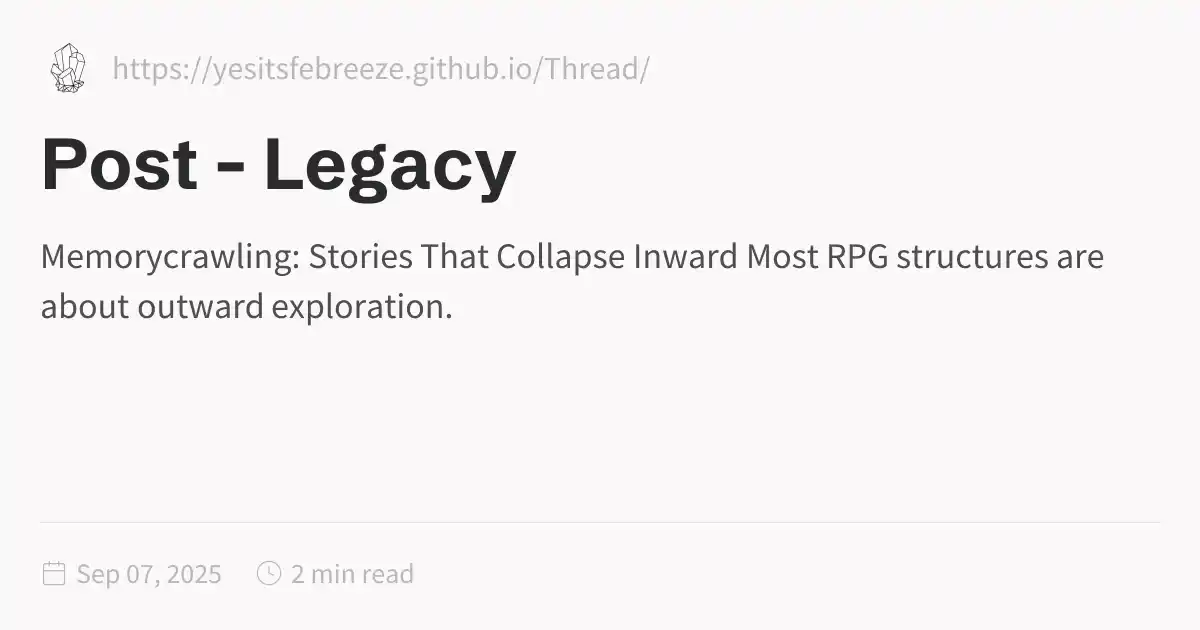 https://yesitsfebreeze.github.io/Thread/
Post - Legacy
Memorycrawling: Stories That Collapse Inward Most RPG structures are
about outward exploration.
Sep 07, 2025 2 min read